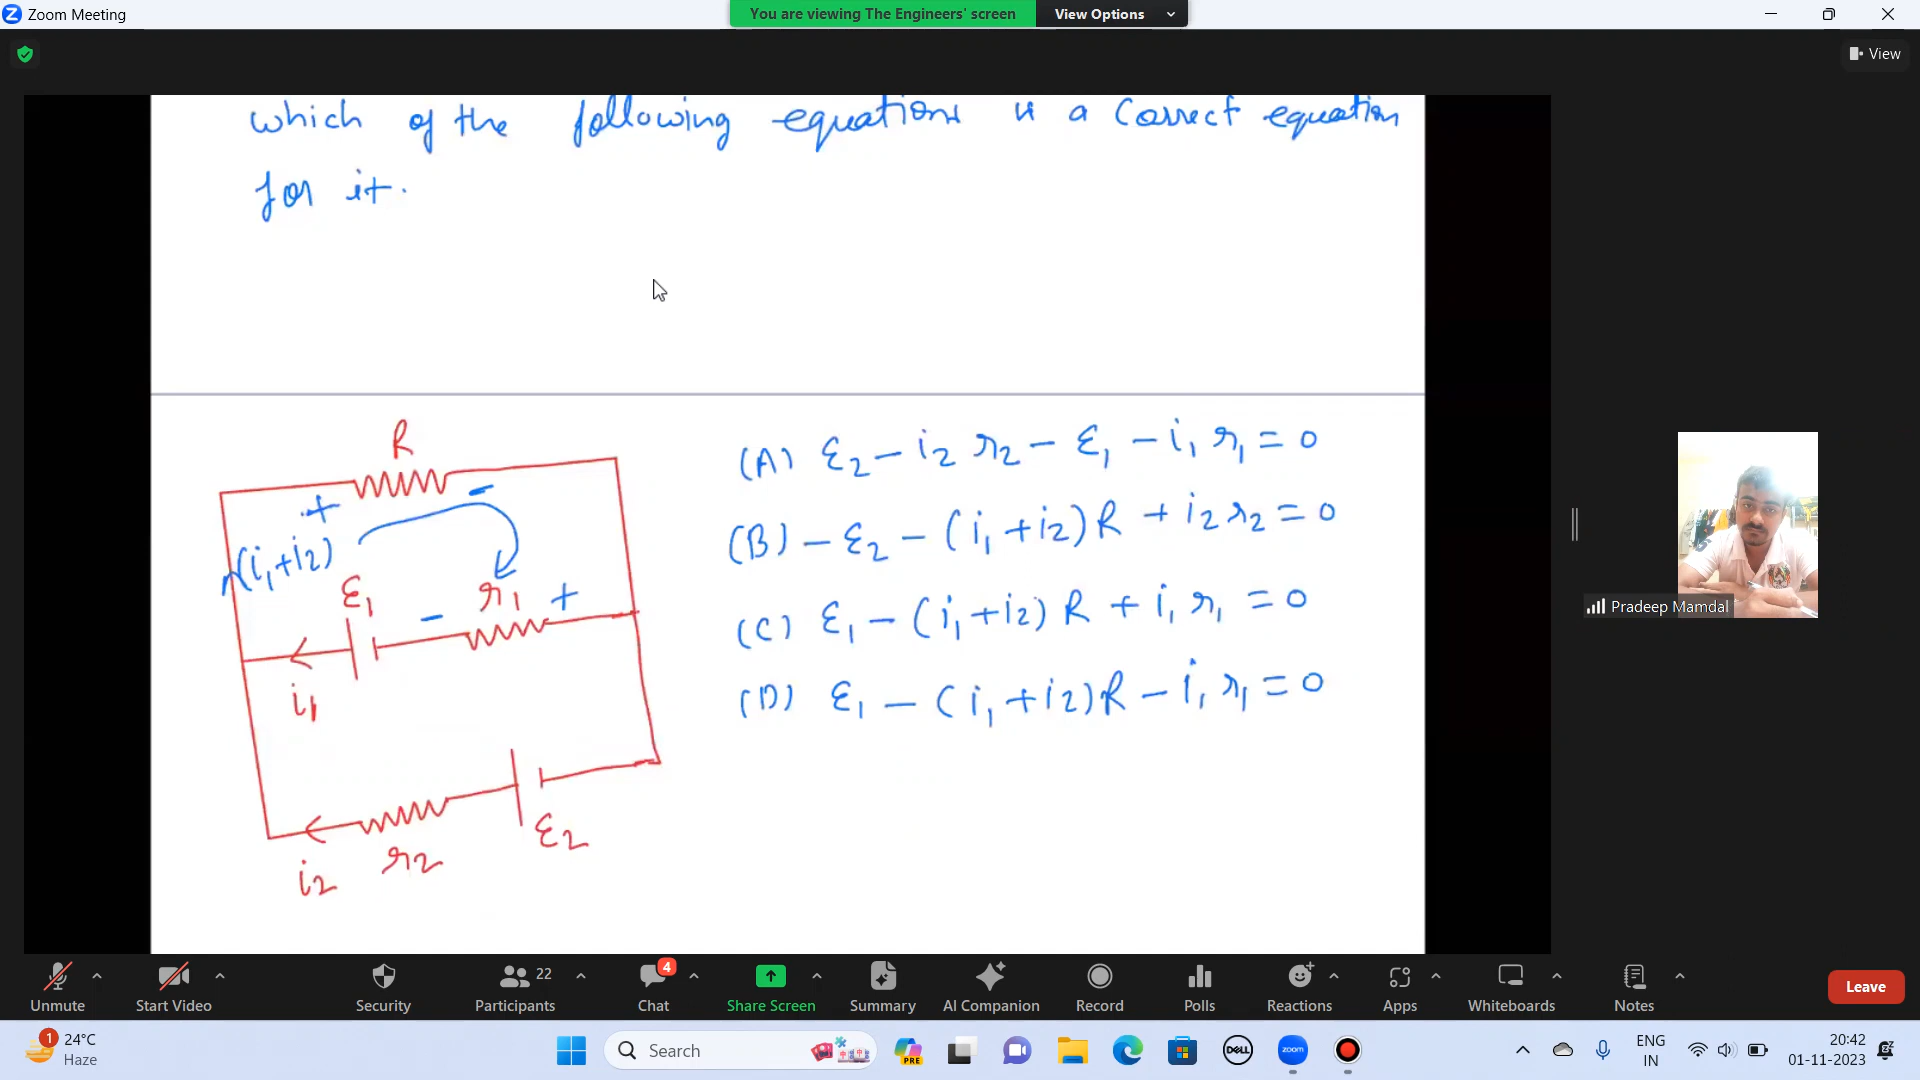 Zoom Meeting
You are viewing The Engineers' screen
View Options
View
which of the following equations is a correct equation
for it.
R
+ -
(i₁+i₂)
ε₁ - r₁ +
i₁
i₂ r₂ ε₂
(A) ε₂ - i₂ r₂ - ε₁ - i₁ r₁ = 0
(B) - ε₂ - (i₁+i₂)R + i₂ r₂ = 0
(C) ε₁ - (i₁+i₂) R + i₁ r₁ = 0
(D) ε₁ - (i₁+i₂)R - i₁ r₁ = 0
Pradeep Mamdal
Unmute
Start Video
Security
22
Participants
4
Chat
Share Screen
Summary
AI Companion
Record
Polls
Reactions
Apps
Whiteboards
Notes
Leave
1
24°C
Haze
Search
PRE
DELL
zoom
ENG
IN
20:42
01-11-2023